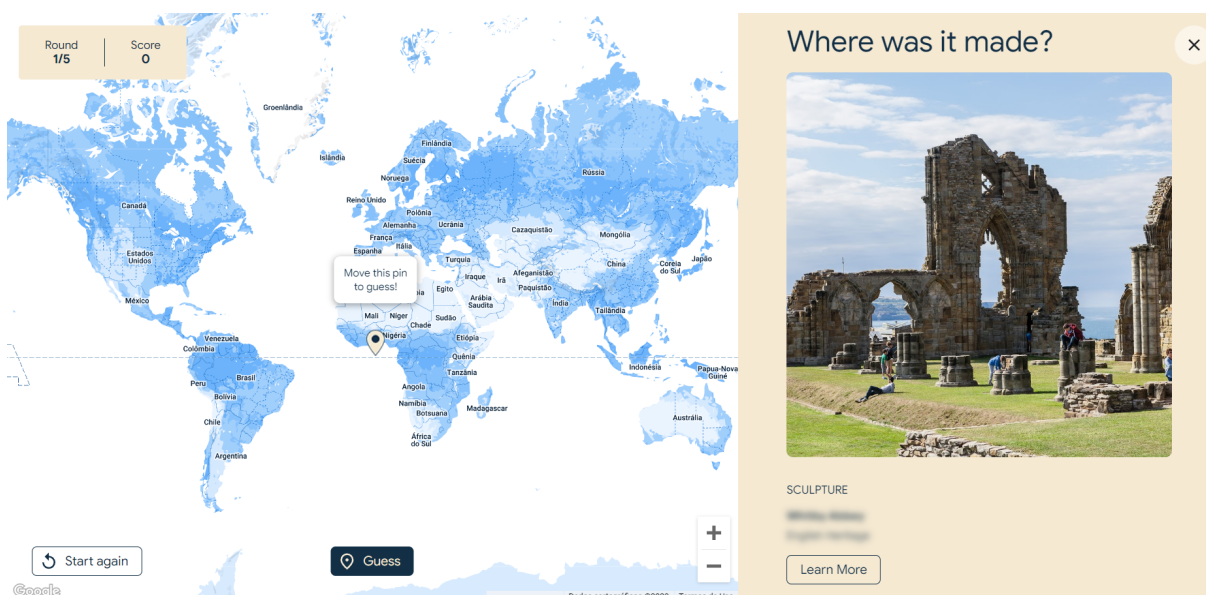 Round
1/5
Score
0
Groenlândia
Islândia
Finlândia
Suécia
Noruega
Rússia
Reino Unido
Polônia
Alemanha
Ucrânia
França
Itália
Espanha
Cazaquistão
Mongólia
Turquia
China
Coreia
do Sul
Japão
Iraque
Irã
Afeganistão
Paquistão
Egito
Arábia
Saudita
Índia
Tailândia
Mali
Níger
Chade
Sudão
Nigéria
Etiópia
Quênia
Tanzânia
Angola
Namíbia
Botsuana
Madagascar
África
do Sul
Indonésia
Papua-Nova
Guiné
Austrália
Canadá
Estados
Unidos
México
Venezuela
Colômbia
Peru
Brasil
Bolívia
Chile
Argentina
Move this pin
to guess!
Start again
Guess
Google
Where was it made?
SCULPTURE
Learn More